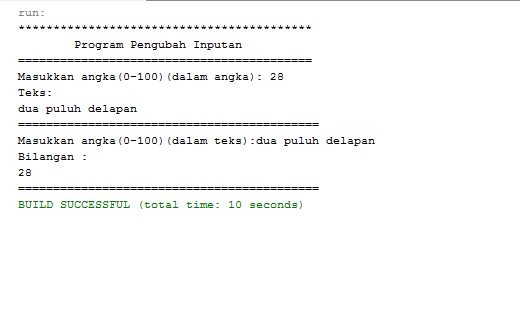 run:
******************************************
Program Pengubah Inputan
==========================================
Masukkan angka(0-100)(dalam angka): 28
Teks:
dua puluh delapan
===========================================
Masukkan angka(0-100)(dalam teks):dua puluh delapan
Bilangan :
28
===========================================
BUILD SUCCESSFUL (total time: 10 seconds)